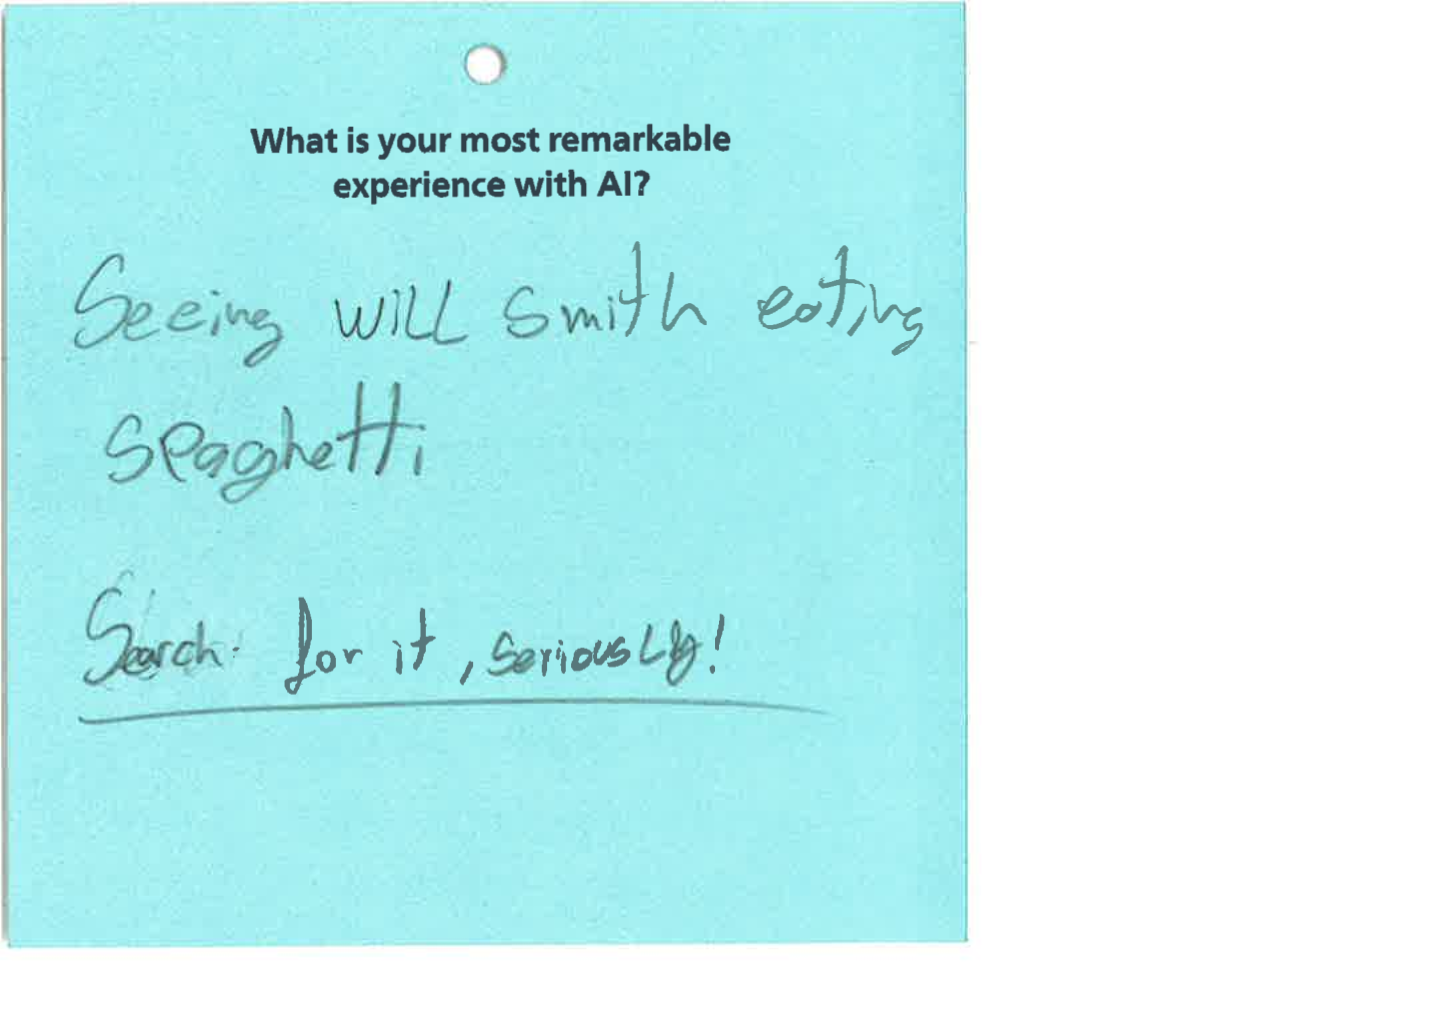 What is your most remarkable
experience with AI?
Seeing will Smith eating
spaghetti
Search for it, seriously!